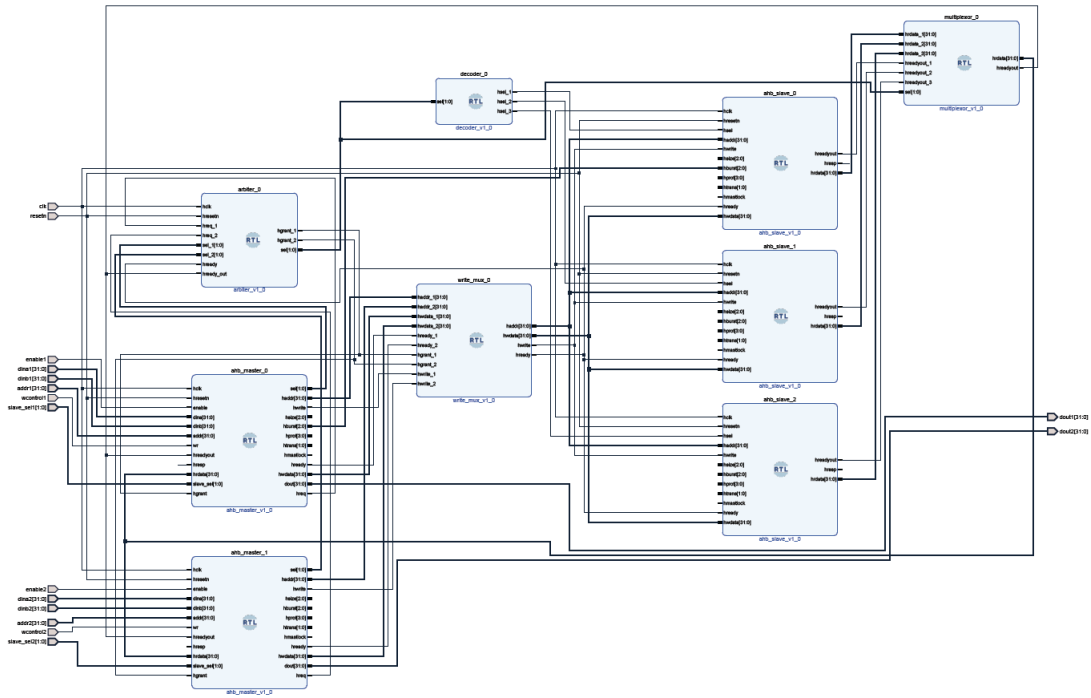 multiplexor_0
hrdata_1[31:0]
hrdata_2[31:0]
hrdata_3[31:0]
hreadyout_1
hreadyout_2
hreadyout_3
sel[1:0]
hrdata[31:0]
hreadyout
RTL
multiplexor_v1_0
decoder_0
sel[1:0]
hsel_1
hsel_2
hsel_3
RTL
decoder_v1_0
ahb_slave_0
hclk
hresetn
hsel
haddr[31:0]
hwrite
hsize[2:0]
hburst[2:0]
hprot[3:0]
htrans[1:0]
hmastlock
hready
hwdata[31:0]
hreadyout
hresp
hrdata[31:0]
RTL
ahb_slave_v1_0
clk
resetn
arbiter_0
hclk
hresetn
hreq_1
hreq_2
sel_1[1:0]
sel_2[1:0]
hready
hready_out
hgrant_1
hgrant_2
sel[1:0]
RTL
arbiter_v1_0
ahb_slave_1
hclk
hresetn
hsel
haddr[31:0]
hwrite
hsize[2:0]
hburst[2:0]
hprot[3:0]
htrans[1:0]
hmastlock
hready
hwdata[31:0]
hreadyout
hresp
hrdata[31:0]
RTL
ahb_slave_v1_0
write_mux_0
haddr_1[31:0]
haddr_2[31:0]
hwdata_1[31:0]
hwdata_2[31:0]
hready_1
hready_2
hgrant_1
hgrant_2
hwrite_1
hwrite_2
haddr[31:0]
hwdata[31:0]
hwrite
hready
RTL
write_mux_v1_0
enable1
dina1[31:0]
dinb1[31:0]
addr1[31:0]
wcontrol1
slave_sel1[1:0]
ahb_master_0
hclk
hresetn
enable
dina[31:0]
dinb[31:0]
addr[31:0]
wr
hreadyout
hresp
hrdata[31:0]
slave_sel[1:0]
hgrant
sel[1:0]
haddr[31:0]
hwrite
hsize[2:0]
hburst[2:0]
hprot[3:0]
htrans[1:0]
hmastlock
hready
hwdata[31:0]
dout[31:0]
hreq
RTL
ahb_master_v1_0
ahb_slave_2
hclk
hresetn
hsel
haddr[31:0]
hwrite
hsize[2:0]
hburst[2:0]
hprot[3:0]
htrans[1:0]
hmastlock
hready
hwdata[31:0]
hreadyout
hresp
hrdata[31:0]
RTL
ahb_slave_v1_0
dout1[31:0]
dout2[31:0]
enable2
dina2[31:0]
dinb2[31:0]
addr2[31:0]
wcontrol2
slave_sel2[1:0]
ahb_master_1
hclk
hresetn
enable
dina[31:0]
dinb[31:0]
addr[31:0]
wr
hreadyout
hresp
hrdata[31:0]
slave_sel[1:0]
hgrant
sel[1:0]
haddr[31:0]
hwrite
hsize[2:0]
hburst[2:0]
hprot[3:0]
htrans[1:0]
hmastlock
hready
hwdata[31:0]
dout[31:0]
hreq
RTL
ahb_master_v1_0